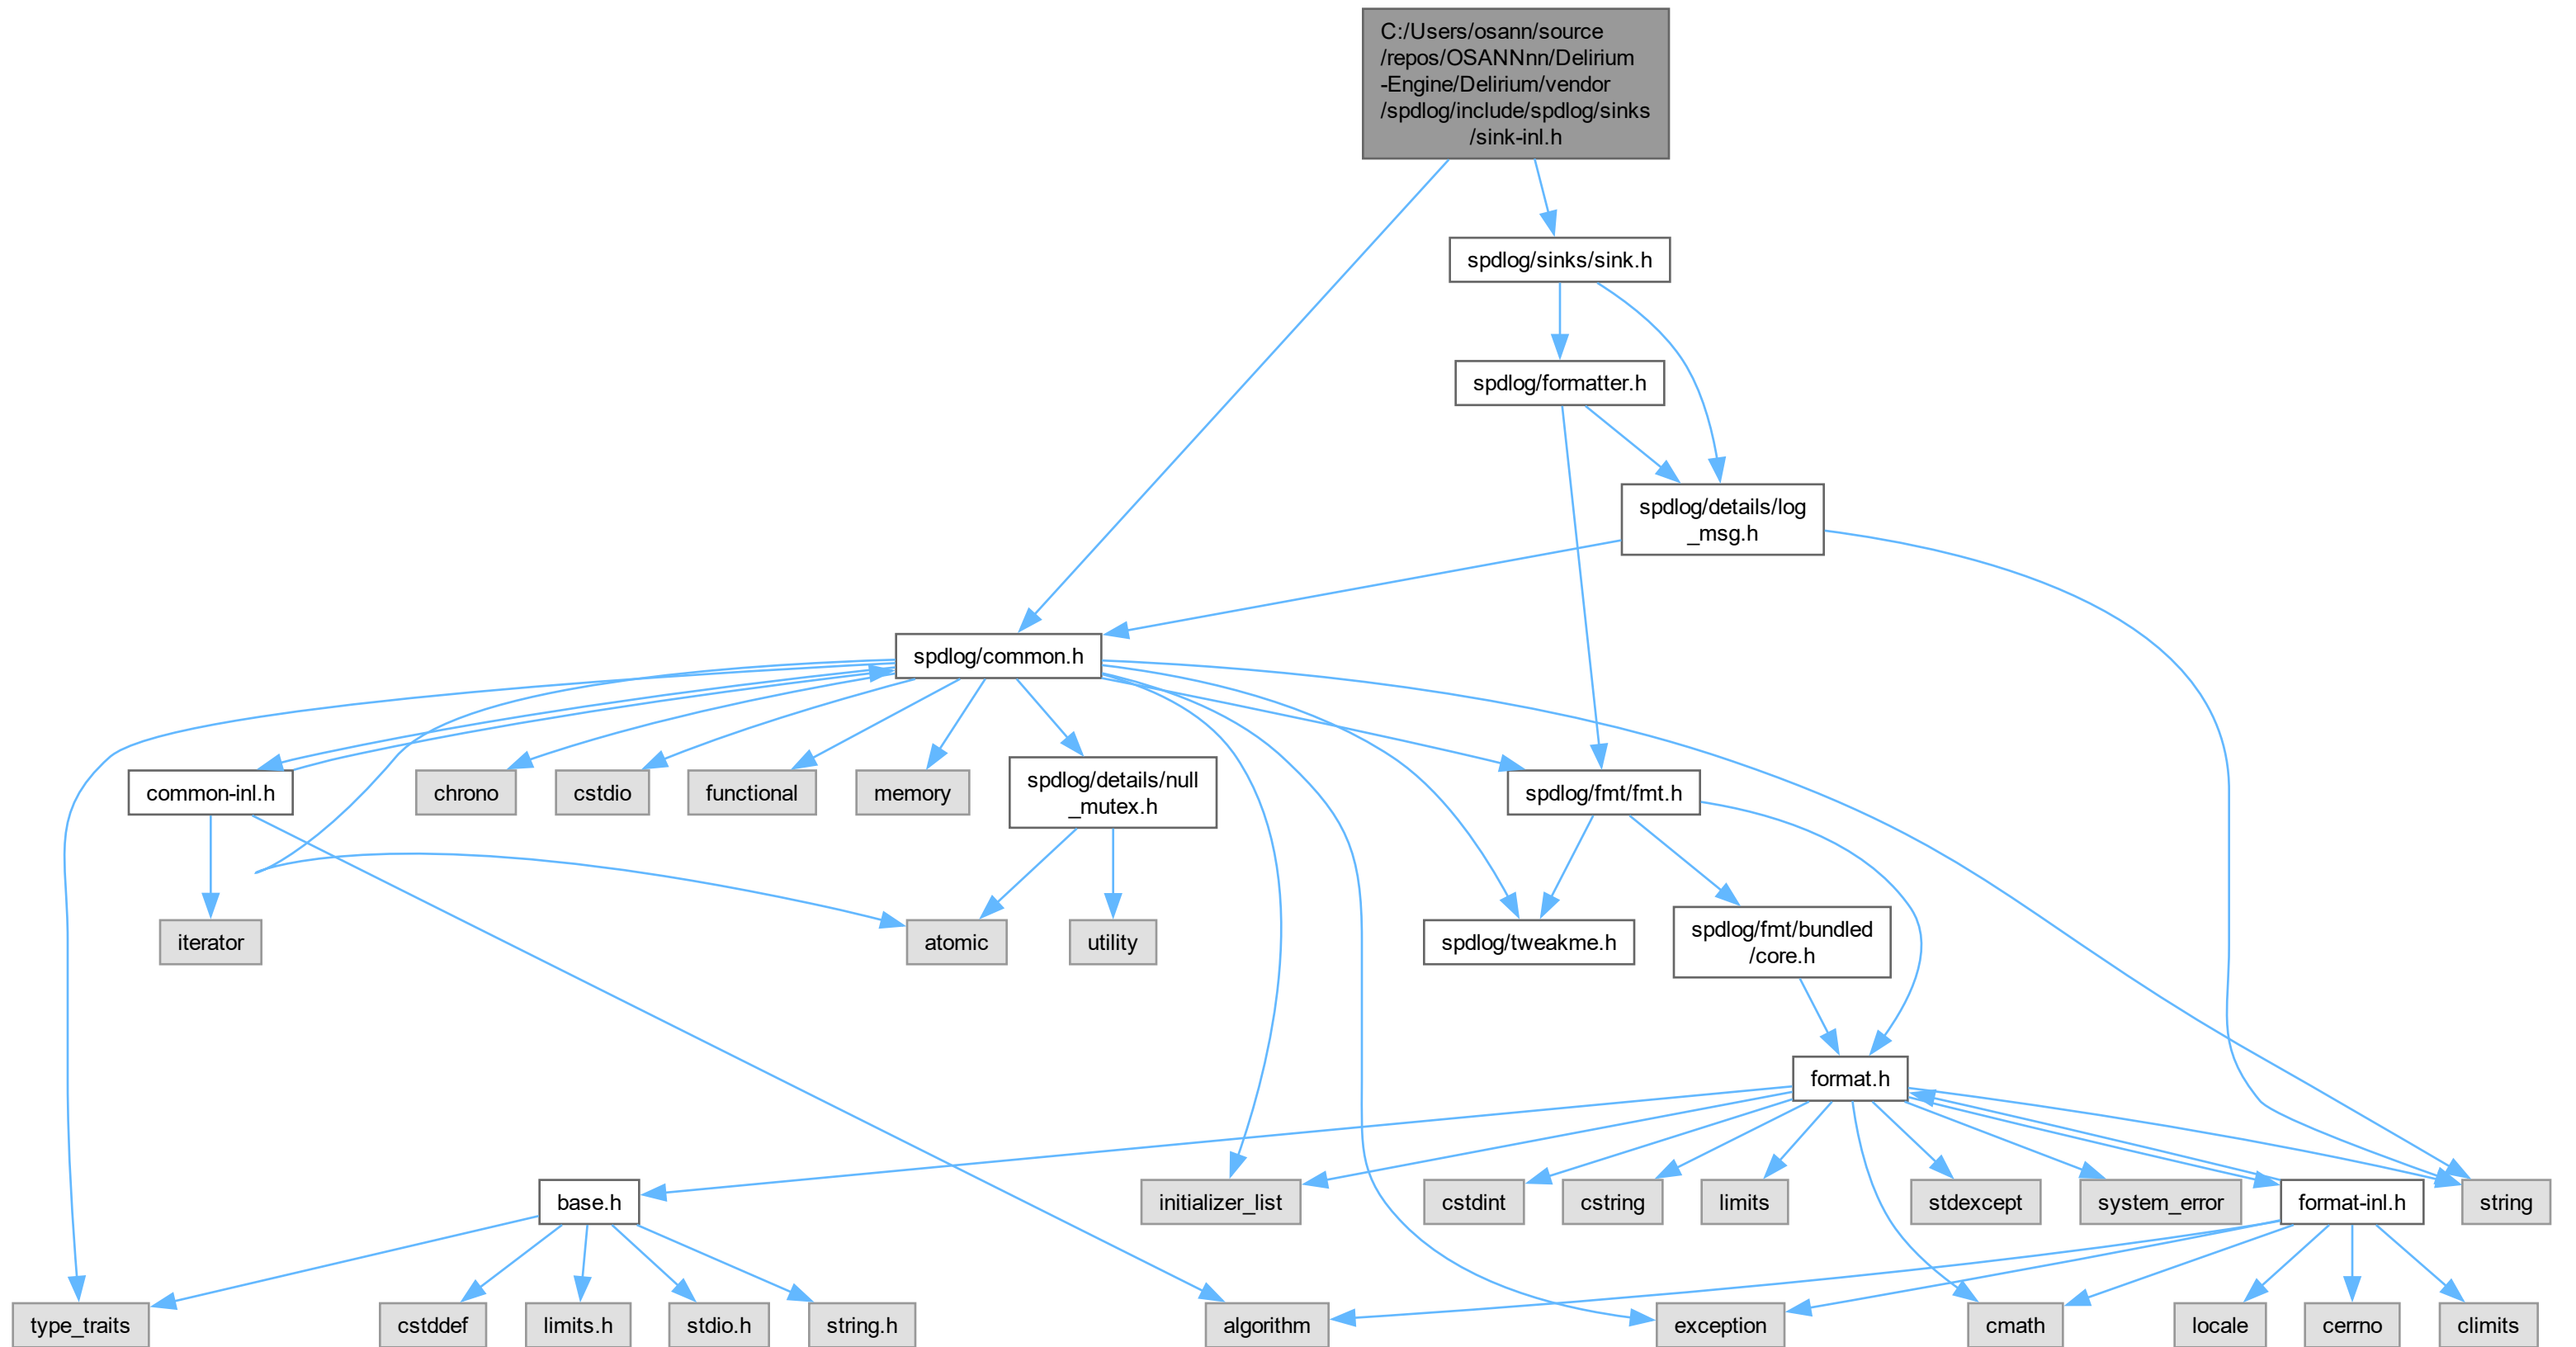 C:/Users/osann/source
/repos/OSANNnn/Delirium
-Engine/Delirium/vendor
/spdlog/include/spdlog/sinks
/sink-inl.h
spdlog/sinks/sink.h
spdlog/formatter.h
spdlog/details/log
_msg.h
spdlog/common.h
common-inl.h
chrono
cstdio
functional
memory
spdlog/details/null
_mutex.h
spdlog/fmt/fmt.h
iterator
atomic
utility
spdlog/tweakme.h
spdlog/fmt/bundled
/core.h
format.h
base.h
initializer_list
cstdint
cstring
limits
stdexcept
system_error
format-inl.h
string
type_traits
cstddef
limits.h
stdio.h
string.h
algorithm
exception
cmath
locale
cerrno
climits